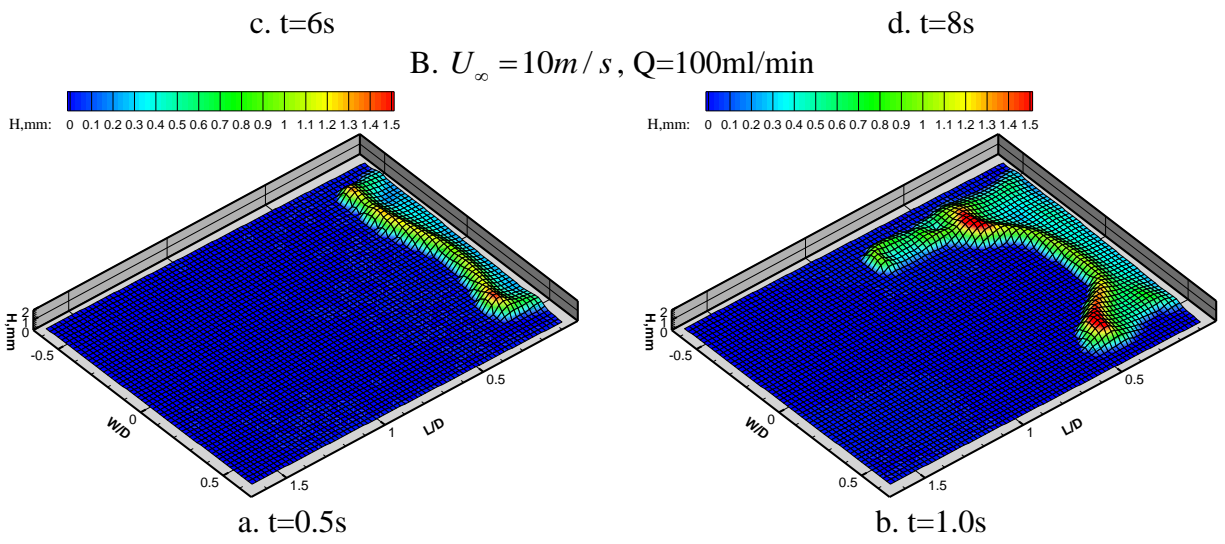 c. t=6s
d. t=8s
B. U∞ =10m / s , Q=100ml/min
H,mm: 0 0.1 0.2 0.3 0.4 0.5 0.6 0.7 0.8 0.9 1 1.1 1.2 1.3 1.4 1.5
2
1
0
H,mm
-0.5
0
0.5
W/D
0.5
1
1.5
L/D
a. t=0.5s
H,mm: 0 0.1 0.2 0.3 0.4 0.5 0.6 0.7 0.8 0.9 1 1.1 1.2 1.3 1.4 1.5
2
1
0
H,mm
-0.5
0
0.5
W/D
0.5
1
1.5
L/D
b. t=1.0s